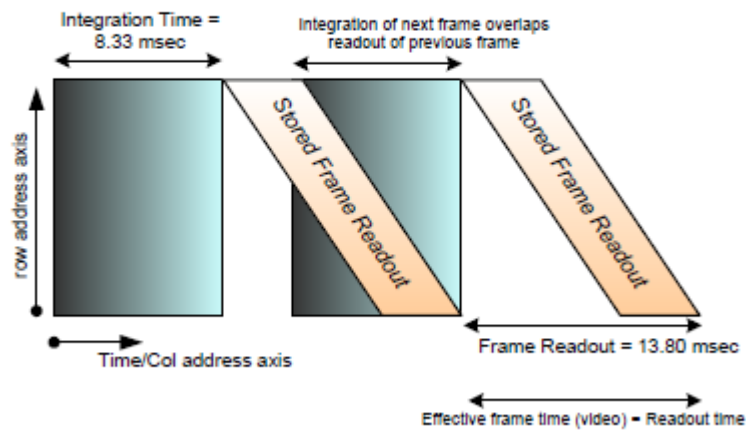 Integration Time =
8.33 msec
Integration of next frame overlaps
readout of previous frame
row address axis
Stored Frame Readout
Stored Frame Readout
Time/Col address axis
Frame Readout = 13.80 msec
Effective frame time (video) = Readout time